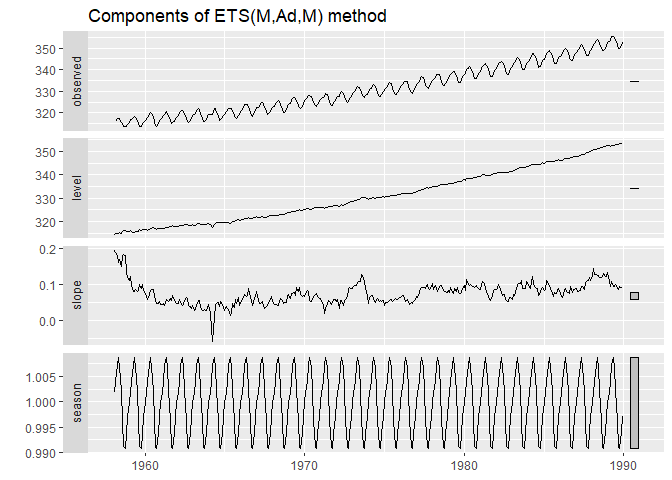 Components of ETS(M,Ad,M) method
observed
350
340
330
320
level
350
340
330
320
slope
0.2
0.1
0.0
season
1.005
1.000
0.995
0.990
1960 1970 1980 1990